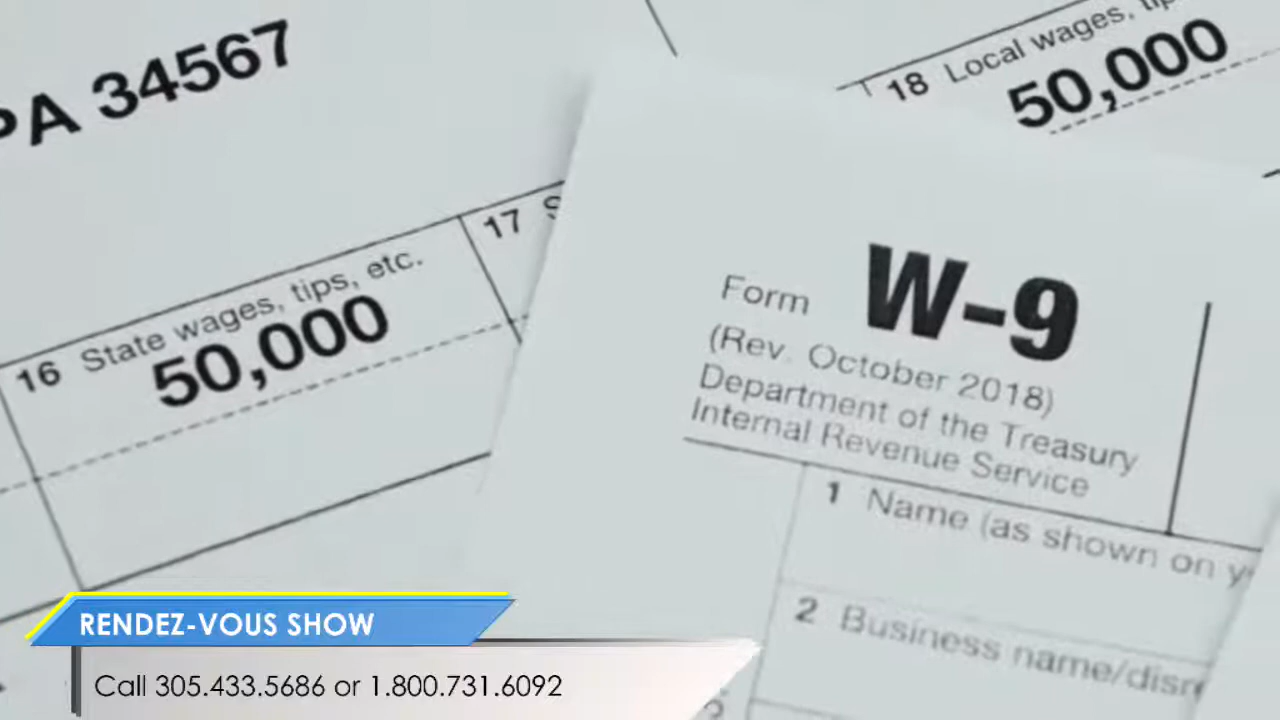 PA 34567
18 Local wages,
50,000
17
16 State wages, tips, etc.
50,000
Form W-9
(Rev. October 2018)
Department of the Treasury
Internal Revenue Service
1 Name (as shown on
2 Business
RENDEZ-VOUS SHOW
Call 305.433.5686 or 1.800.731.6092